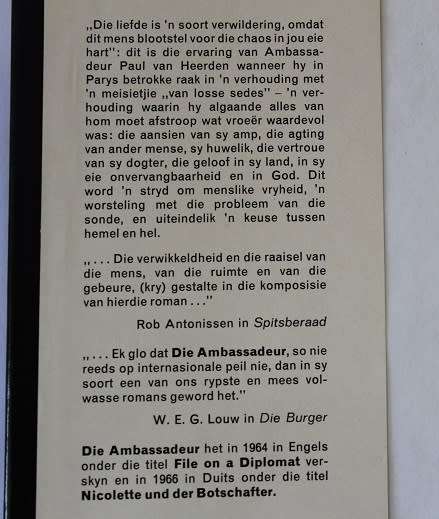 „Die liefde is 'n soort verwildering, omdat
dit mens blootstel voor die chaos in jou eie
hart": dit is die ervaring van Ambassa-
deur Paul van Heerden wanneer hy in
Parys betrokke raak in 'n verhouding met
'n meisietjie „van losse sedes" – 'n ver-
houding waarin hy algaande alles van
hom moet afstroop wat vroeër waardevol
was: die aansien van sy amp, die agting
van ander mense, sy huwelik, die vertroue
van sy dogter, die geloof in sy land, in sy
eie onvervangbaarheid en in God. Dit
word 'n stryd om menslike vryheid, 'n
worsteling met die probleem van die
sonde, en uiteindelik 'n keuse tussen
hemel en hel.
„... Die verwikkeldheid en die raaisel van
die mens, van die ruimte en van die
gebeure, (kry) gestalte in die komposisie
van hierdie roman ..."
Rob Antonissen in Spitsberaad
„... Ek glo dat Die Ambassadeur, so nie
reeds op internasionale peil nie, dan in sy
soort een van ons rypste en mees vol-
wasse romans geword het."
W. E. G. Louw in Die Burger
Die Ambassadeur het in 1964 in Engels
onder die titel File on a Diplomat ver-
skyn en in 1966 in Duits onder die titel
Nicolette und der Botschafter.